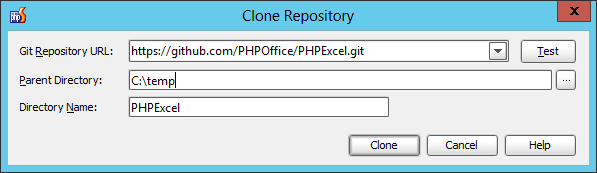 php
Clone Repository
X
Git Repository URL: https://github.com/PHPOffice/PHPExcel.git Test
Parent Directory: C:\temp ...
Directory Name: PHPExcel
Clone Cancel Help